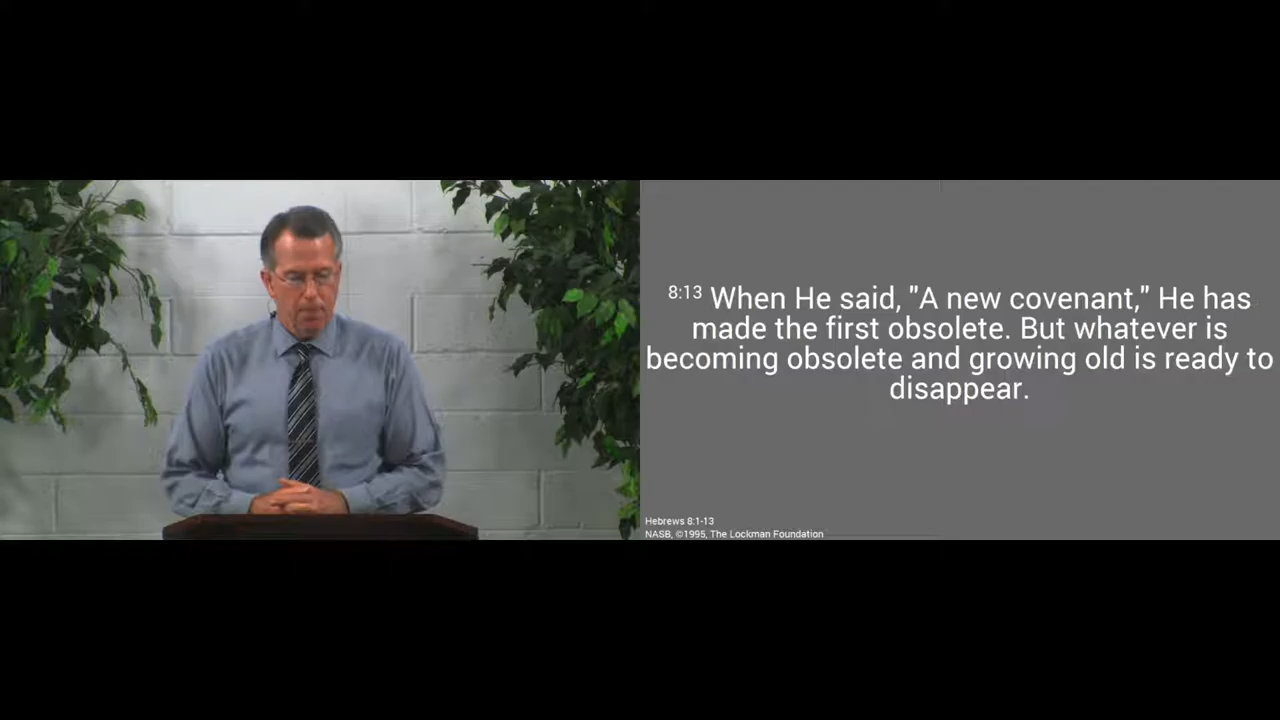 8:13 When He said, "A new covenant," He has
made the first obsolete. But whatever is
becoming obsolete and growing old is ready to
disappear.
Hebrews 8:1-13
NASB, ©1995, The Lockman Foundation